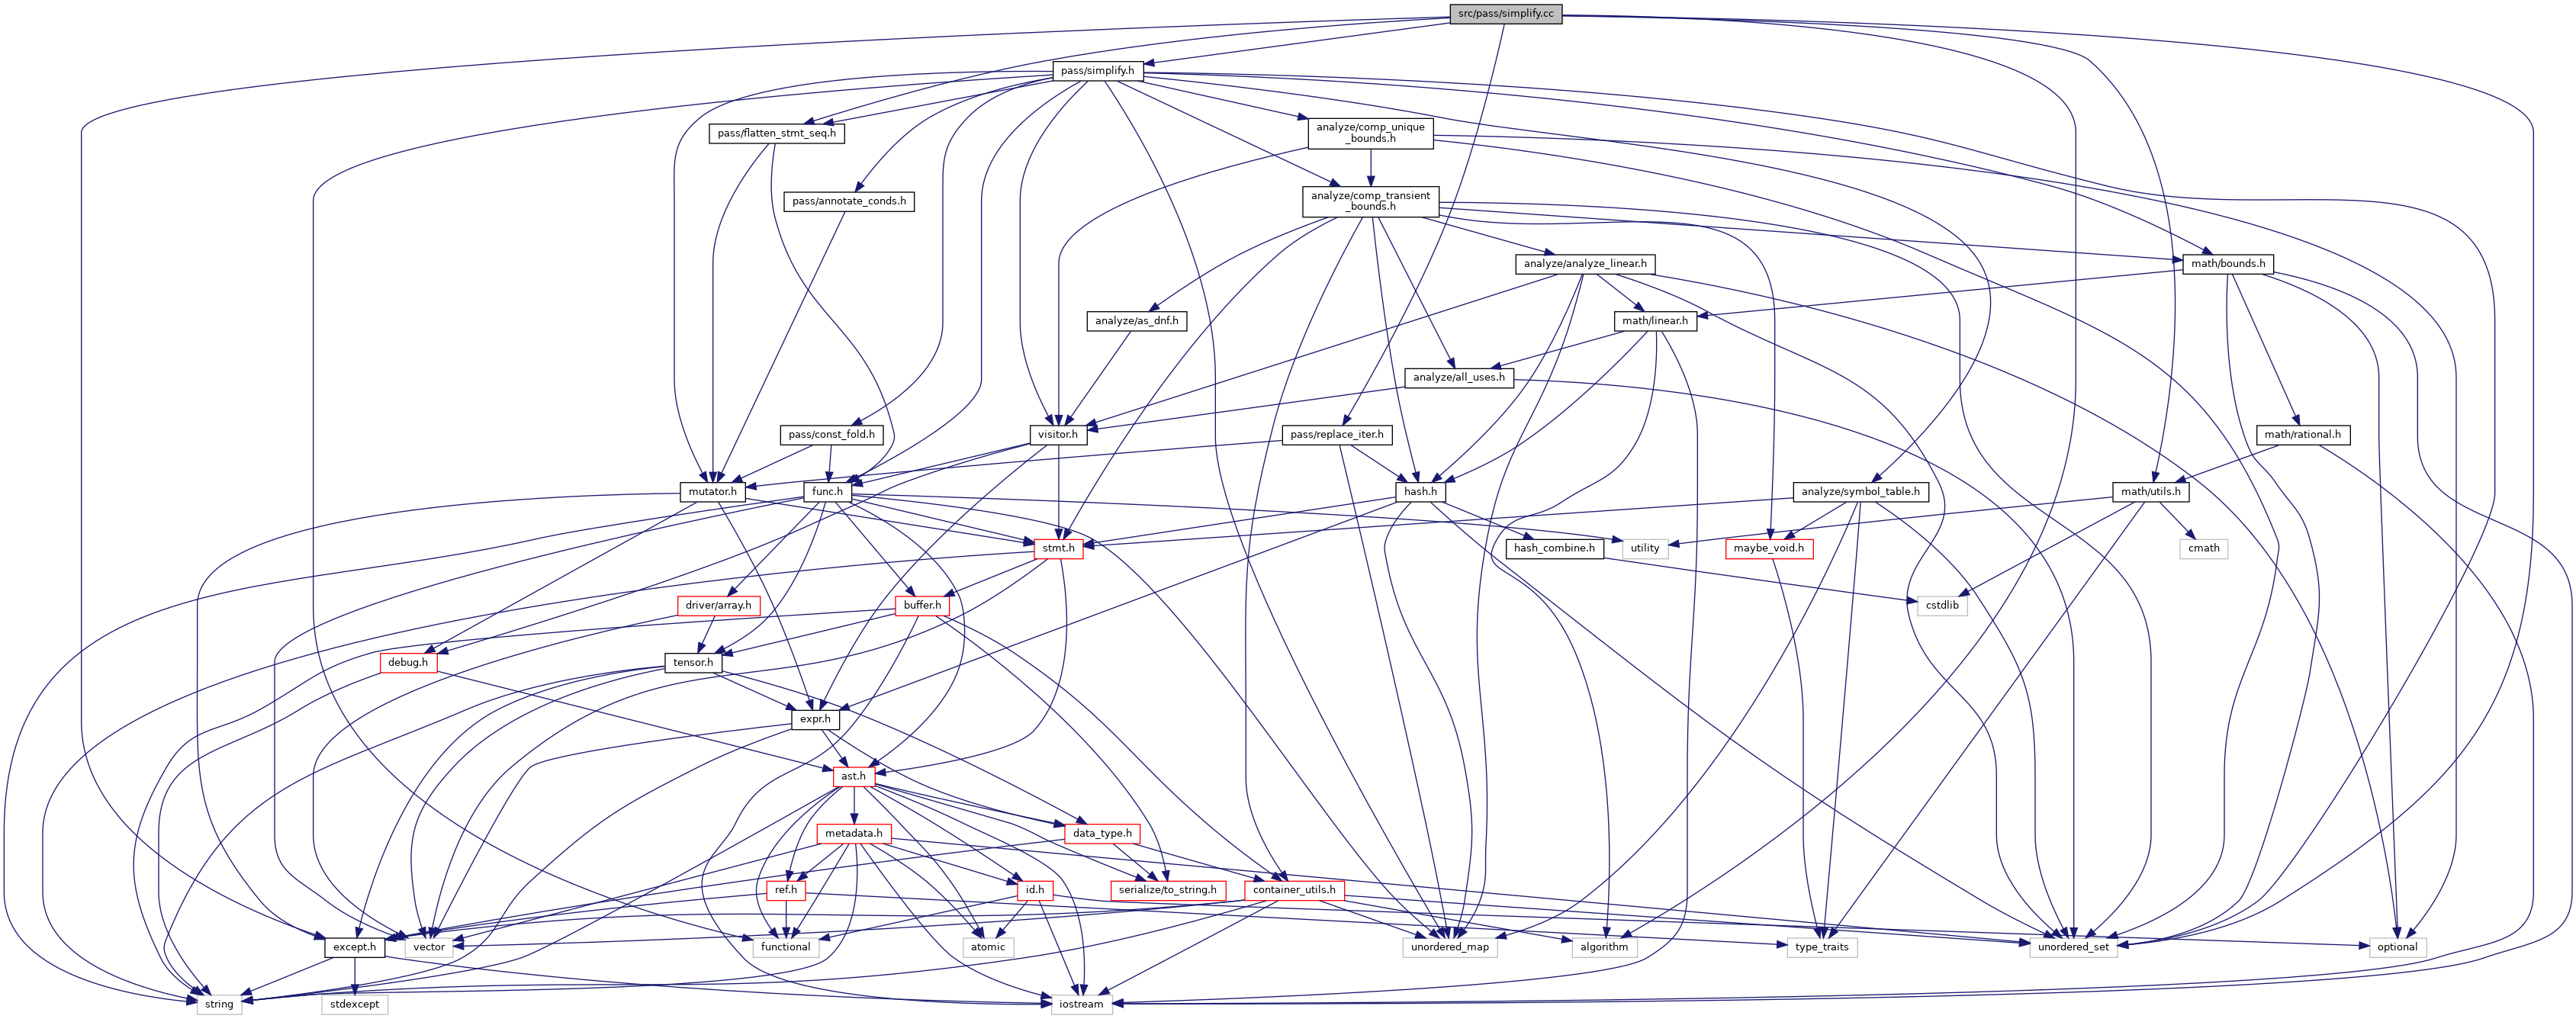 src/pass/simplify.cc
pass/simplify.h
pass/flatten_stmt_seq.h
analyze/comp_unique
_bounds.h
pass/annotate_conds.h
analyze/comp_transient
_bounds.h
analyze/analyze_linear.h
math/bounds.h
analyze/as_dnf.h
math/linear.h
analyze/all_uses.h
pass/const_fold.h
visitor.h
pass/replace_iter.h
math/rational.h
mutator.h
func.h
hash.h
analyze/symbol_table.h
math/utils.h
stmt.h
hash_combine.h
utility
maybe_void.h
cmath
driver/array.h
buffer.h
cstdlib
debug.h
tensor.h
expr.h
ast.h
metadata.h
data_type.h
ref.h
id.h
serialize/to_string.h
container_utils.h
except.h
vector
functional
atomic
unordered_map
algorithm
type_traits
unordered_set
optional
string
stdexcept
iostream